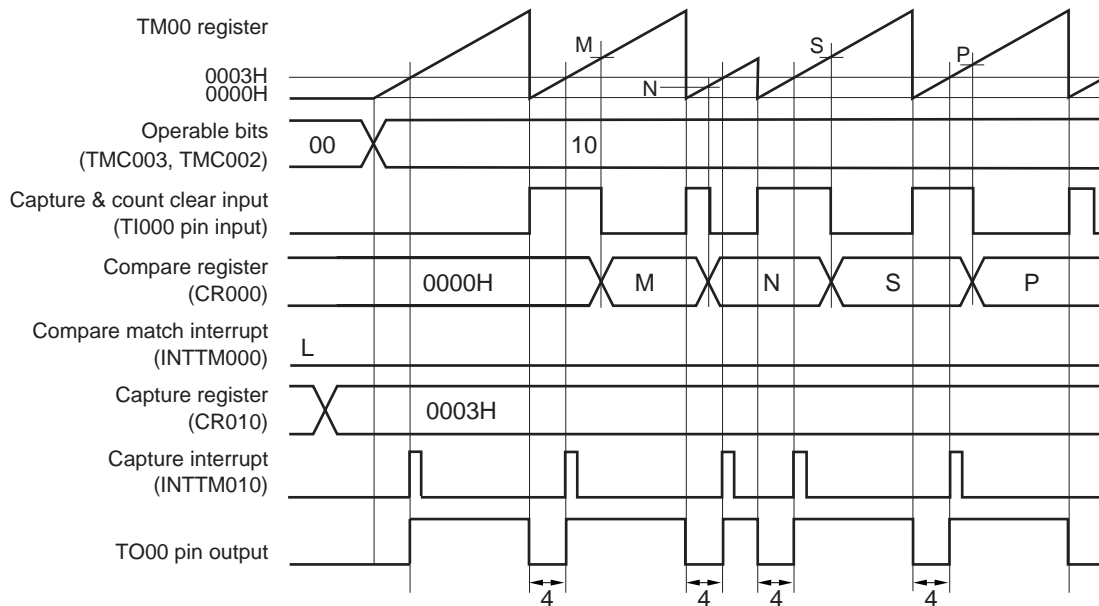 TM00 register
M
S
P
N
0003H
0000H
Operable bits
(TMC003, TMC002)
00
10
Capture & count clear input
(TI000 pin input)
Compare register
(CR000)
0000H
M
N
S
P
Compare match interrupt
(INTTM000)
L
Capture register
(CR010)
0003H
Capture interrupt
(INTTM010)
TO00 pin output
4
4
4
4